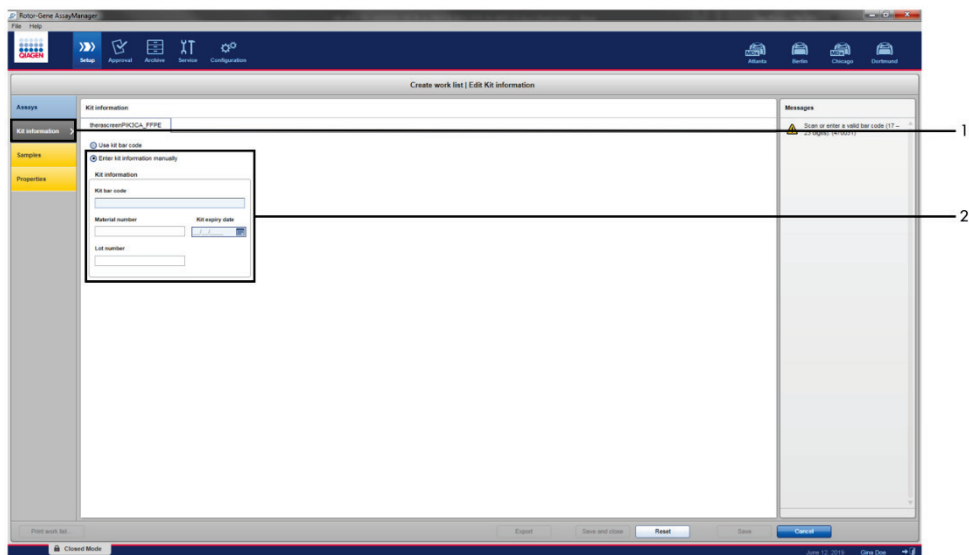 Rotor-Gene AssayManager
File Help
QIAGEN
Setup Approval Archive Service Configuration
Atlanta Berlin Chicago Dortmund
Create work list | Edit Kit information
Assays
Kit information
Samples
Properties
Kit information
therascreenPIK3CA_FFPE
Use kit bar code
Enter kit information manually
Kit information
Kit bar code
Material number Kit expiry date
Lot number
Messages
Scan or enter a valid bar code (17 –
25 digits). (470031)
1
2
Print work list...
Export Save and close Reset Save Cancel
Closed Mode
June 12, 2019 Gina Doe